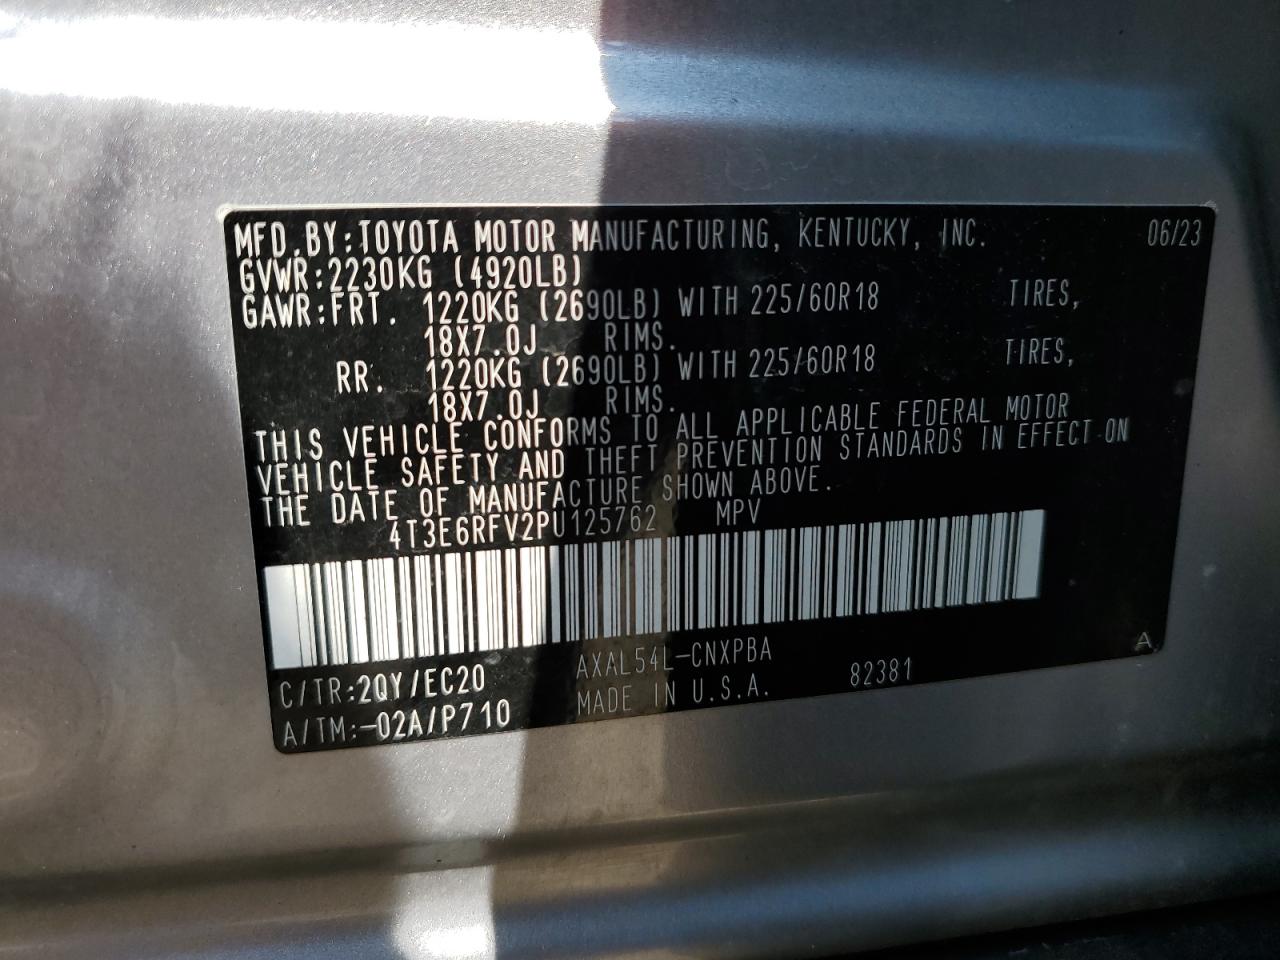 MFD.BY:TOYOTA MOTOR MANUFACTURING, KENTUCKY, INC. 06/23
GVWR:2230KG (4920LB)
GAWR:FRT. 1220KG (2690LB) WITH 225/60R18 TIRES,
18X7.0J RIMS.
RR. 1220KG (2690LB) WITH 225/60R18 TIRES,
18X7.0J RIMS.
THIS VEHICLE CONFORMS TO ALL APPLICABLE FEDERAL MOTOR
VEHICLE SAFETY AND THEFT PREVENTION STANDARDS IN EFFECT ON
THE DATE OF MANUFACTURE SHOWN ABOVE.
4T3E6RFV2PU125762 MPV
C/TR:2QY/EC20 AXAL54L-CNXPBA A
A/TM:-02A/P710 MADE IN U.S.A. 82381